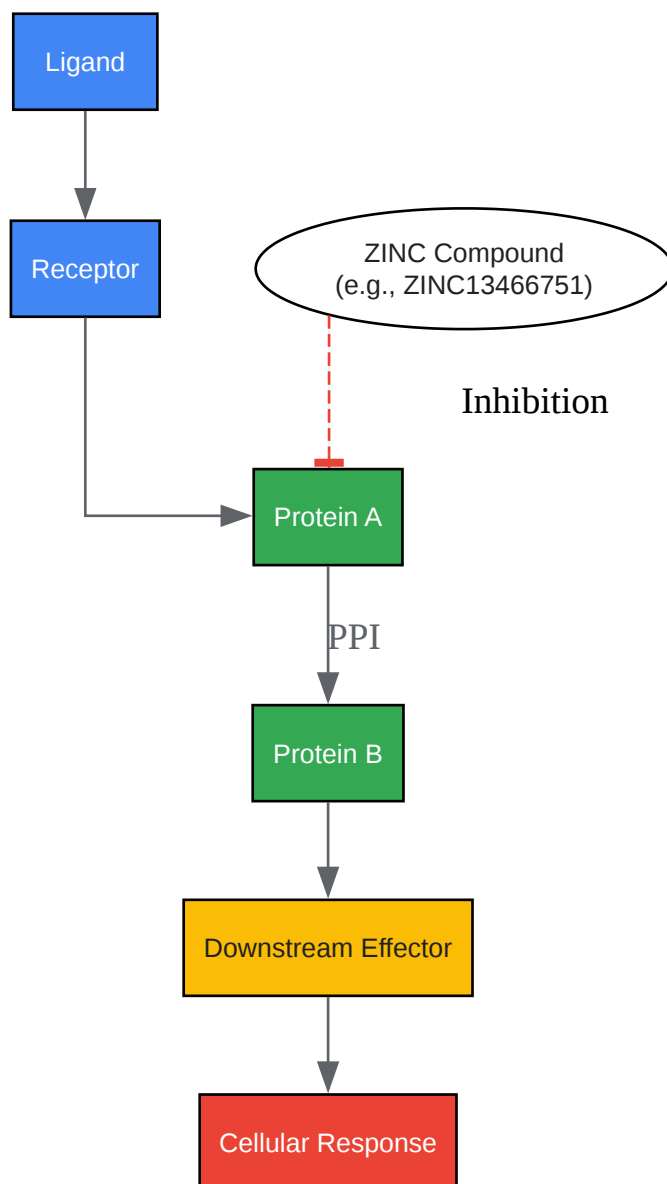 Ligand
Receptor
ZINC Compound
(e.g., ZINC13466751)
Inhibition
Protein A
PPI
Protein B
Downstream Effector
Cellular Response